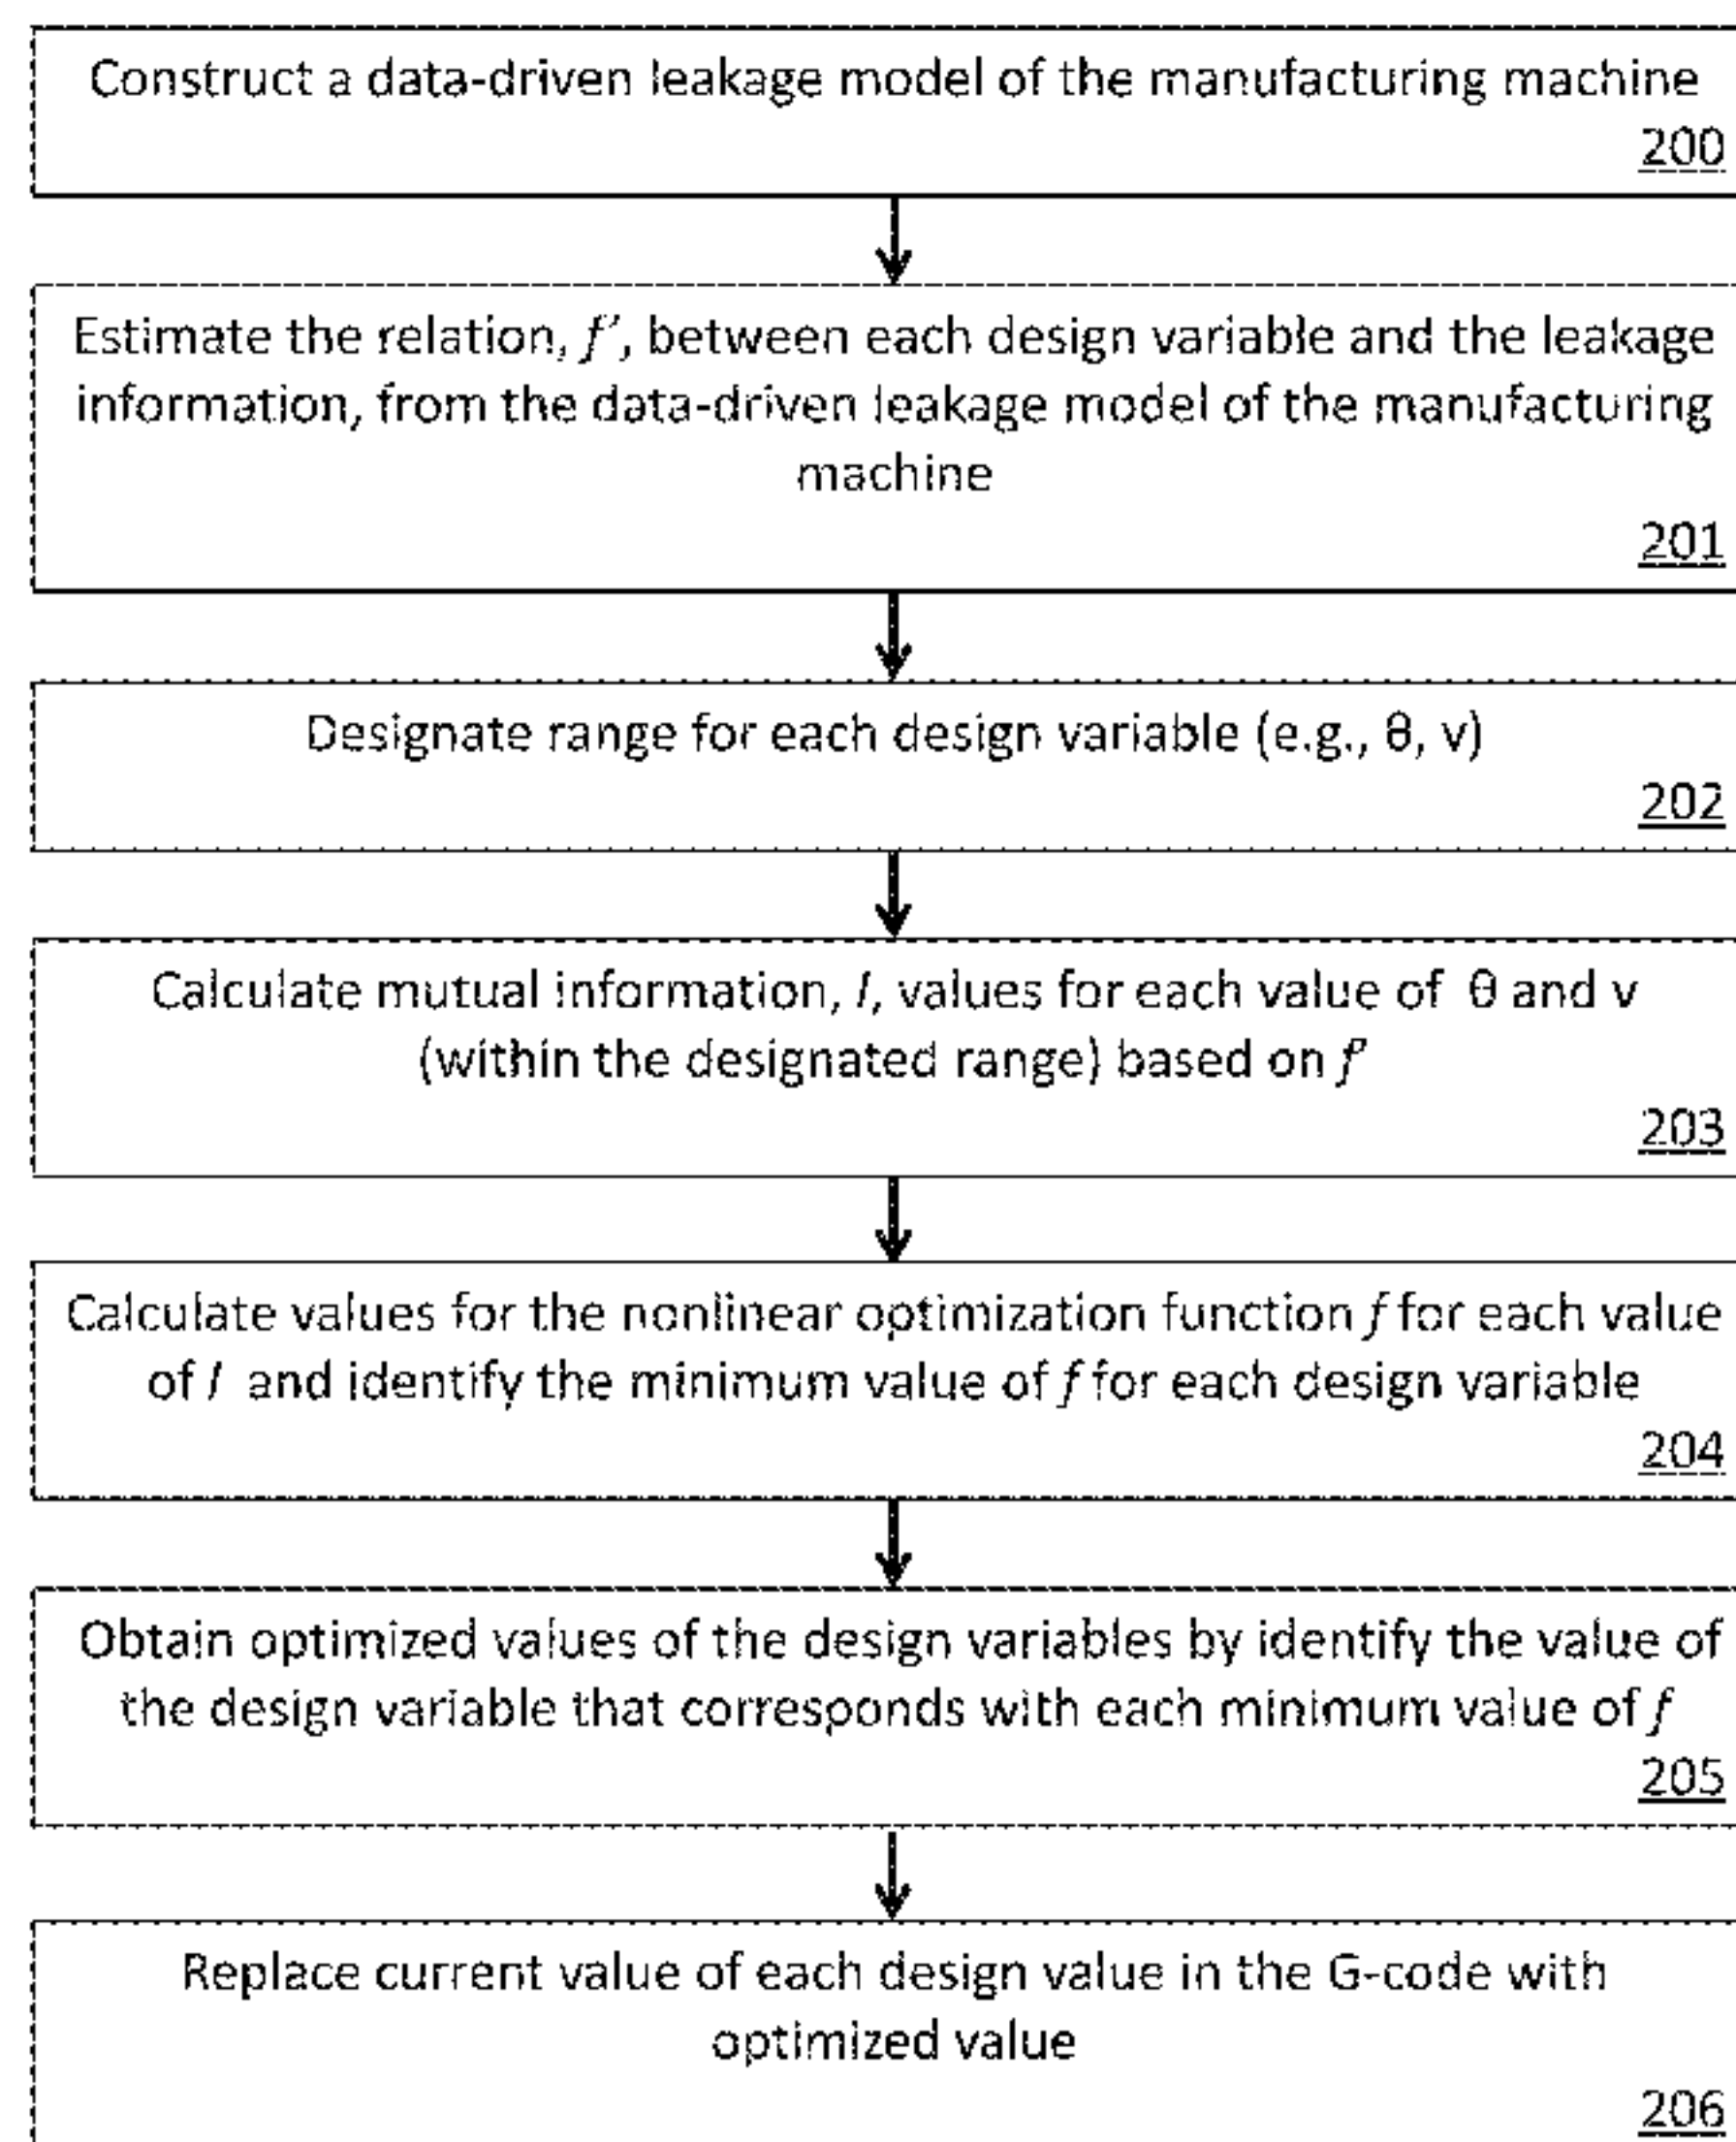 Construct a data-driven leakage model of the manufacturing machine
200
Estimate the relation, f′, between each design variable and the leakage
information, from the data-driven leakage model of the manufacturing
machine
201
Designate range for each design variable (e.g., θ, v)
202
Calculate mutual information, I, values for each value of θ and v
(within the designated range) based on f′
203
Calculate values for the nonlinear optimization function f for each value
of I and identify the minimum value of f for each design variable
204
Obtain optimized values of the design variables by identify the value of
the design variable that corresponds with each minimum value of f
205
Replace current value of each design value in the G-code with
optimized value
206